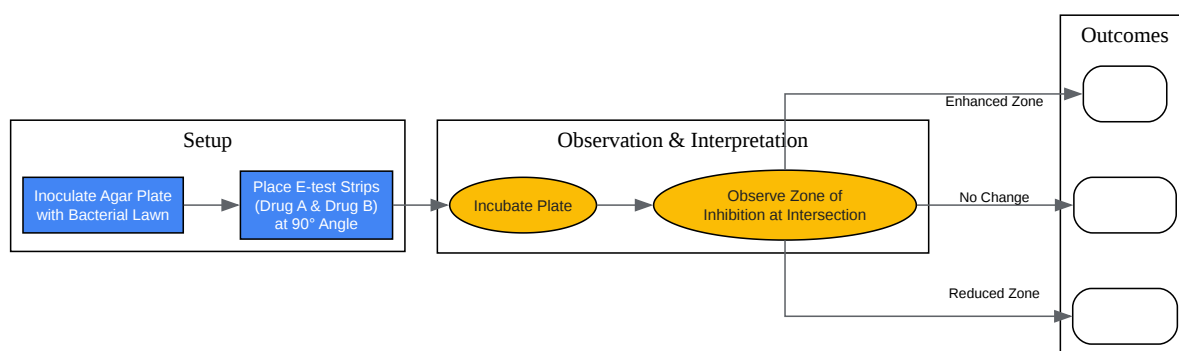 Setup
Inoculate Agar Plate
with Bacterial Lawn
Place E-test Strips
(Drug A & Drug B)
at 90° Angle
Observation & Interpretation
Incubate Plate
Observe Zone of
Inhibition at Intersection
Enhanced Zone
No Change
Reduced Zone
Outcomes